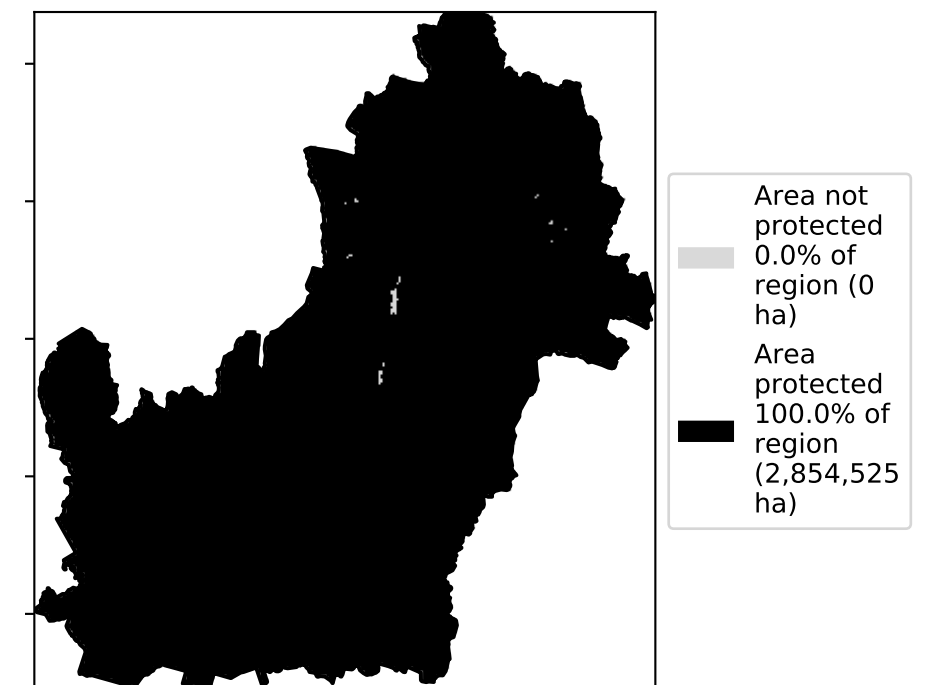 Area not
protected
0.0% of
region (0
ha)
Area
protected
100.0% of
region
(2,854,525
ha)